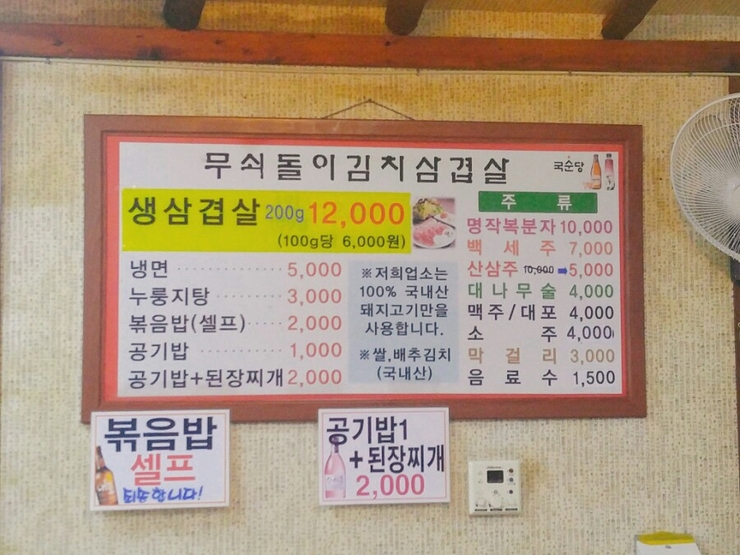 무쇠돌이김치삼겹살
국순당
생삼겹살 200g 12,000
(100g당 6,000원)
냉면 5,000
누룽지탕 3,000
볶음밥(셀프) 2,000
공기밥 1,000
공기밥+된장찌개 2,000
※저희업소는
100% 국내산
돼지고기만을
사용합니다.
※쌀,배추김치
(국내산)
주 류
명작복분자 10,000
백 세 주 7,000
산삼주 10,000 ➡5,000
대나무술 4,000
맥주/대포 4,000
소 주 4,000
막 걸 리 3,000
음 료 수 1,500
볶음밥
셀프
죄송합니다!
공기밥1
+된장찌개
2,000